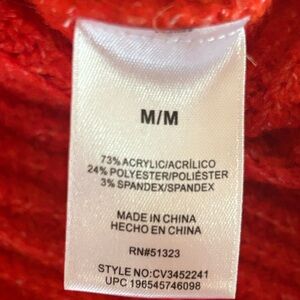 M/M
73% ACRYLIC/ACRÍLICO
24% POLYESTER/POLIÉSTER
3% SPANDEX/SPANDEX
MADE IN CHINA
HECHO EN CHINA
RN#51323
STYLE NO:CV3452241
UPC 196545746098